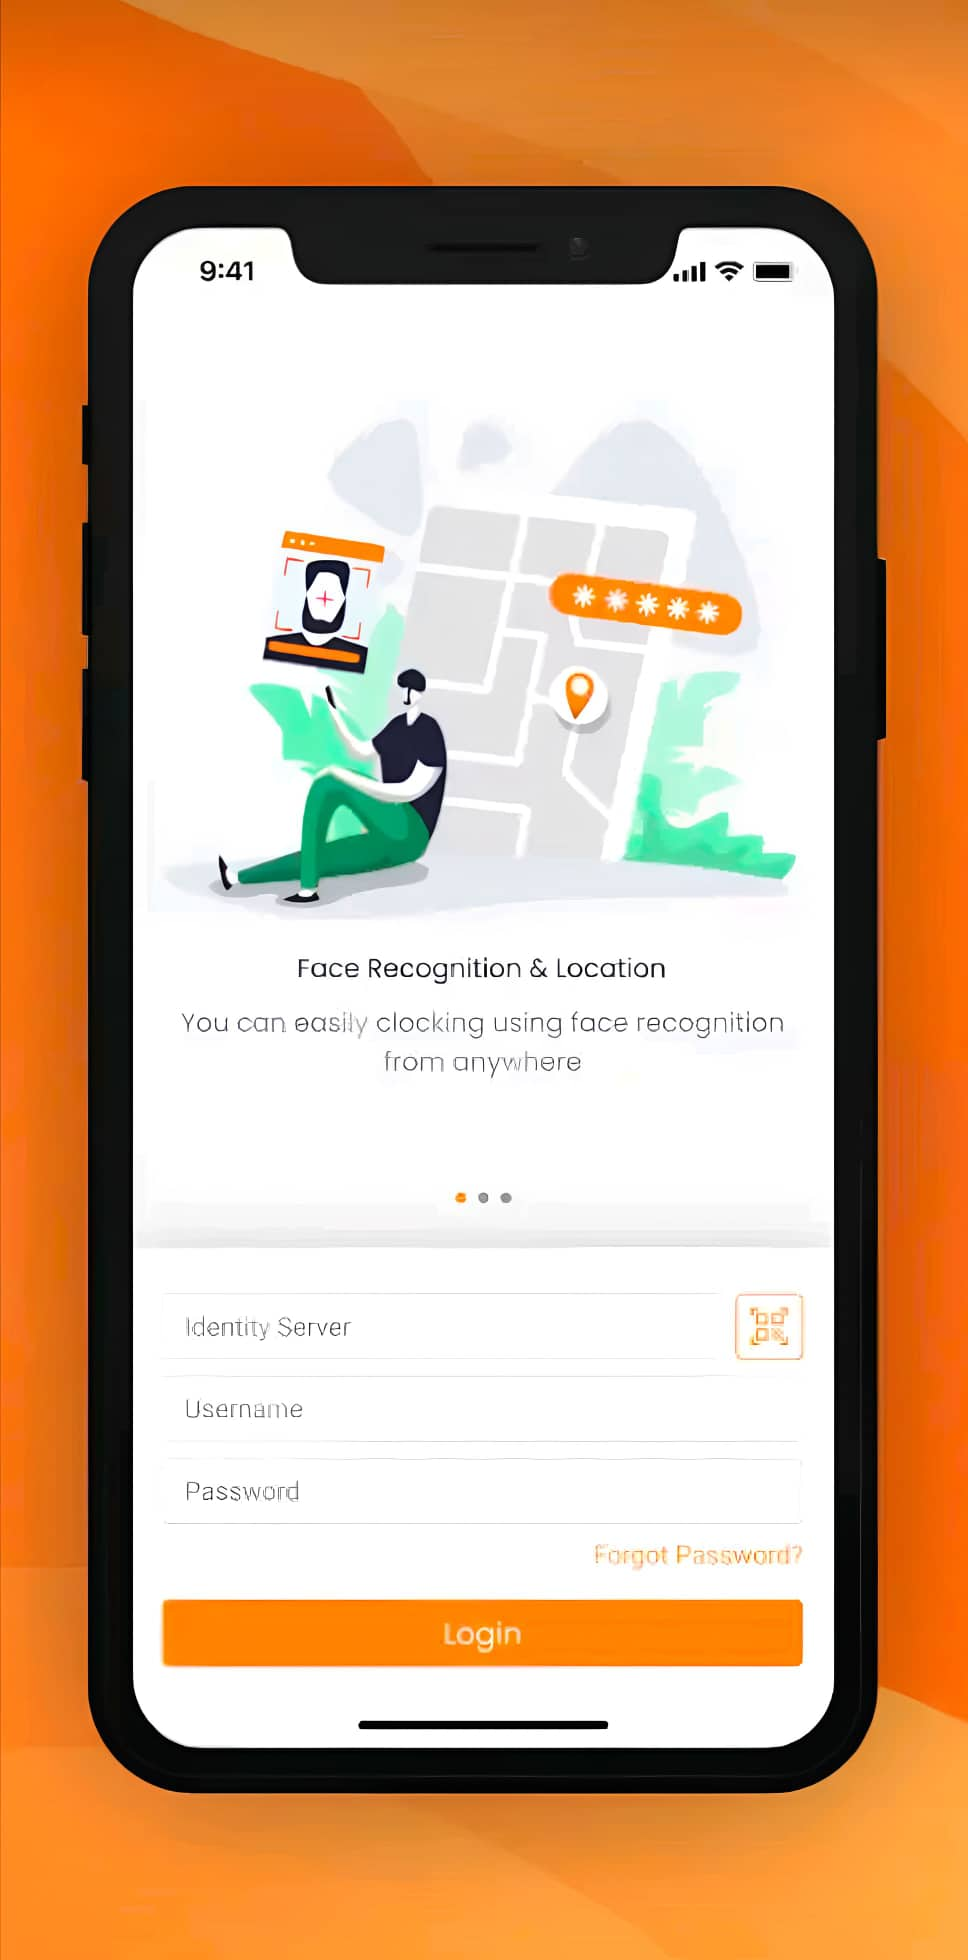 9:41
* * * * *
Face Recognition & Location
You can easily clocking using face recognition
from anywhere
Identity Server
Username
Password
Forgot Password?
Login